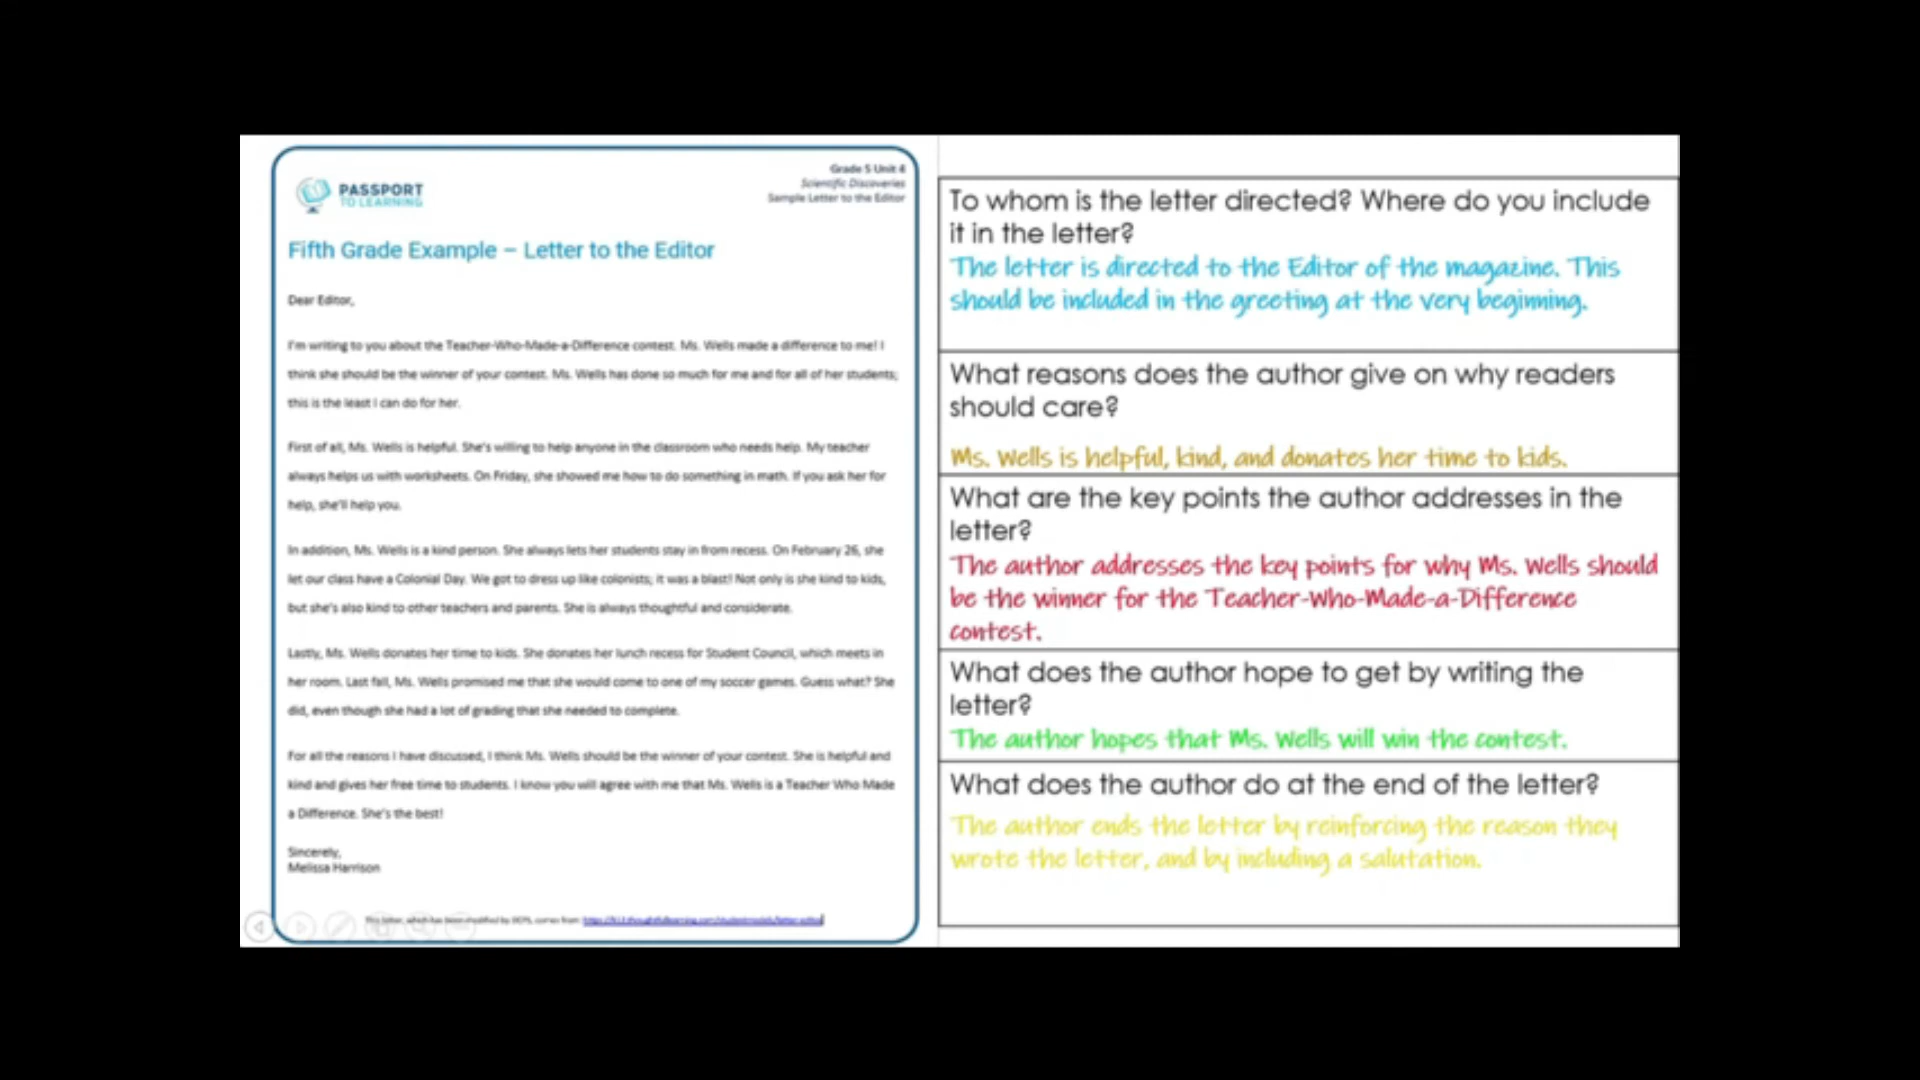 PASSPORT
TO LEARNING
Grade 5 Unit 4
Scientific Discoveries
Sample Letter to the Editor
Fifth Grade Example – Letter to the Editor
Dear Editor,
I'm writing to you about the Teacher-Who-Made-a-Difference contest. Ms. Wells made a difference to me! I
think she should be the winner of your contest. Ms. Wells has done so much for me and for all of her students;
this is the least I can do for her.
First of all, Ms. Wells is helpful. She's willing to help anyone in the classroom who needs help. My teacher
always helps us with worksheets. On Friday, she showed me how to do something in math. If you ask her for
help, she'll help you.
In addition, Ms. Wells is a kind person. She always lets her students stay in from recess. On February 26, she
let our class have a Colonial Day. We got to dress up like colonists; it was a blast! Not only is she kind to kids,
but she's also kind to other teachers and parents. She is always thoughtful and considerate.
Lastly, Ms. Wells donates her time to kids. She donates her lunch recess for Student Council, which meets in
her room. Last fall, Ms. Wells promised me that she would come to one of my soccer games. Guess what? She
did, even though she had a lot of grading that she needed to complete.
For all the reasons I have discussed, I think Ms. Wells should be the winner of your contest. She is helpful and
kind and gives her free time to students. I know you will agree with me that Ms. Wells is a Teacher Who Made
a Difference. She's the best!
Sincerely,
Melissa Harrison
This letter, which has been modified by comes from:
To whom is the letter directed? Where do you include
it in the letter?
The letter is directed to the Editor of the magazine. This
should be included in the greeting at the very beginning.
What reasons does the author give on why readers
should care?
Ms. Wells is helpful, kind, and donates her time to kids.
What are the key points the author addresses in the
letter?
The author addresses the key points for why Ms. Wells should
be the winner for the Teacher-Who-Made-a-Difference
contest.
What does the author hope to get by writing the
letter?
The author hopes that Ms. Wells will win the contest.
What does the author do at the end of the letter?
The author ends the letter by reinforcing the reason they
wrote the letter, and by including a salutation.